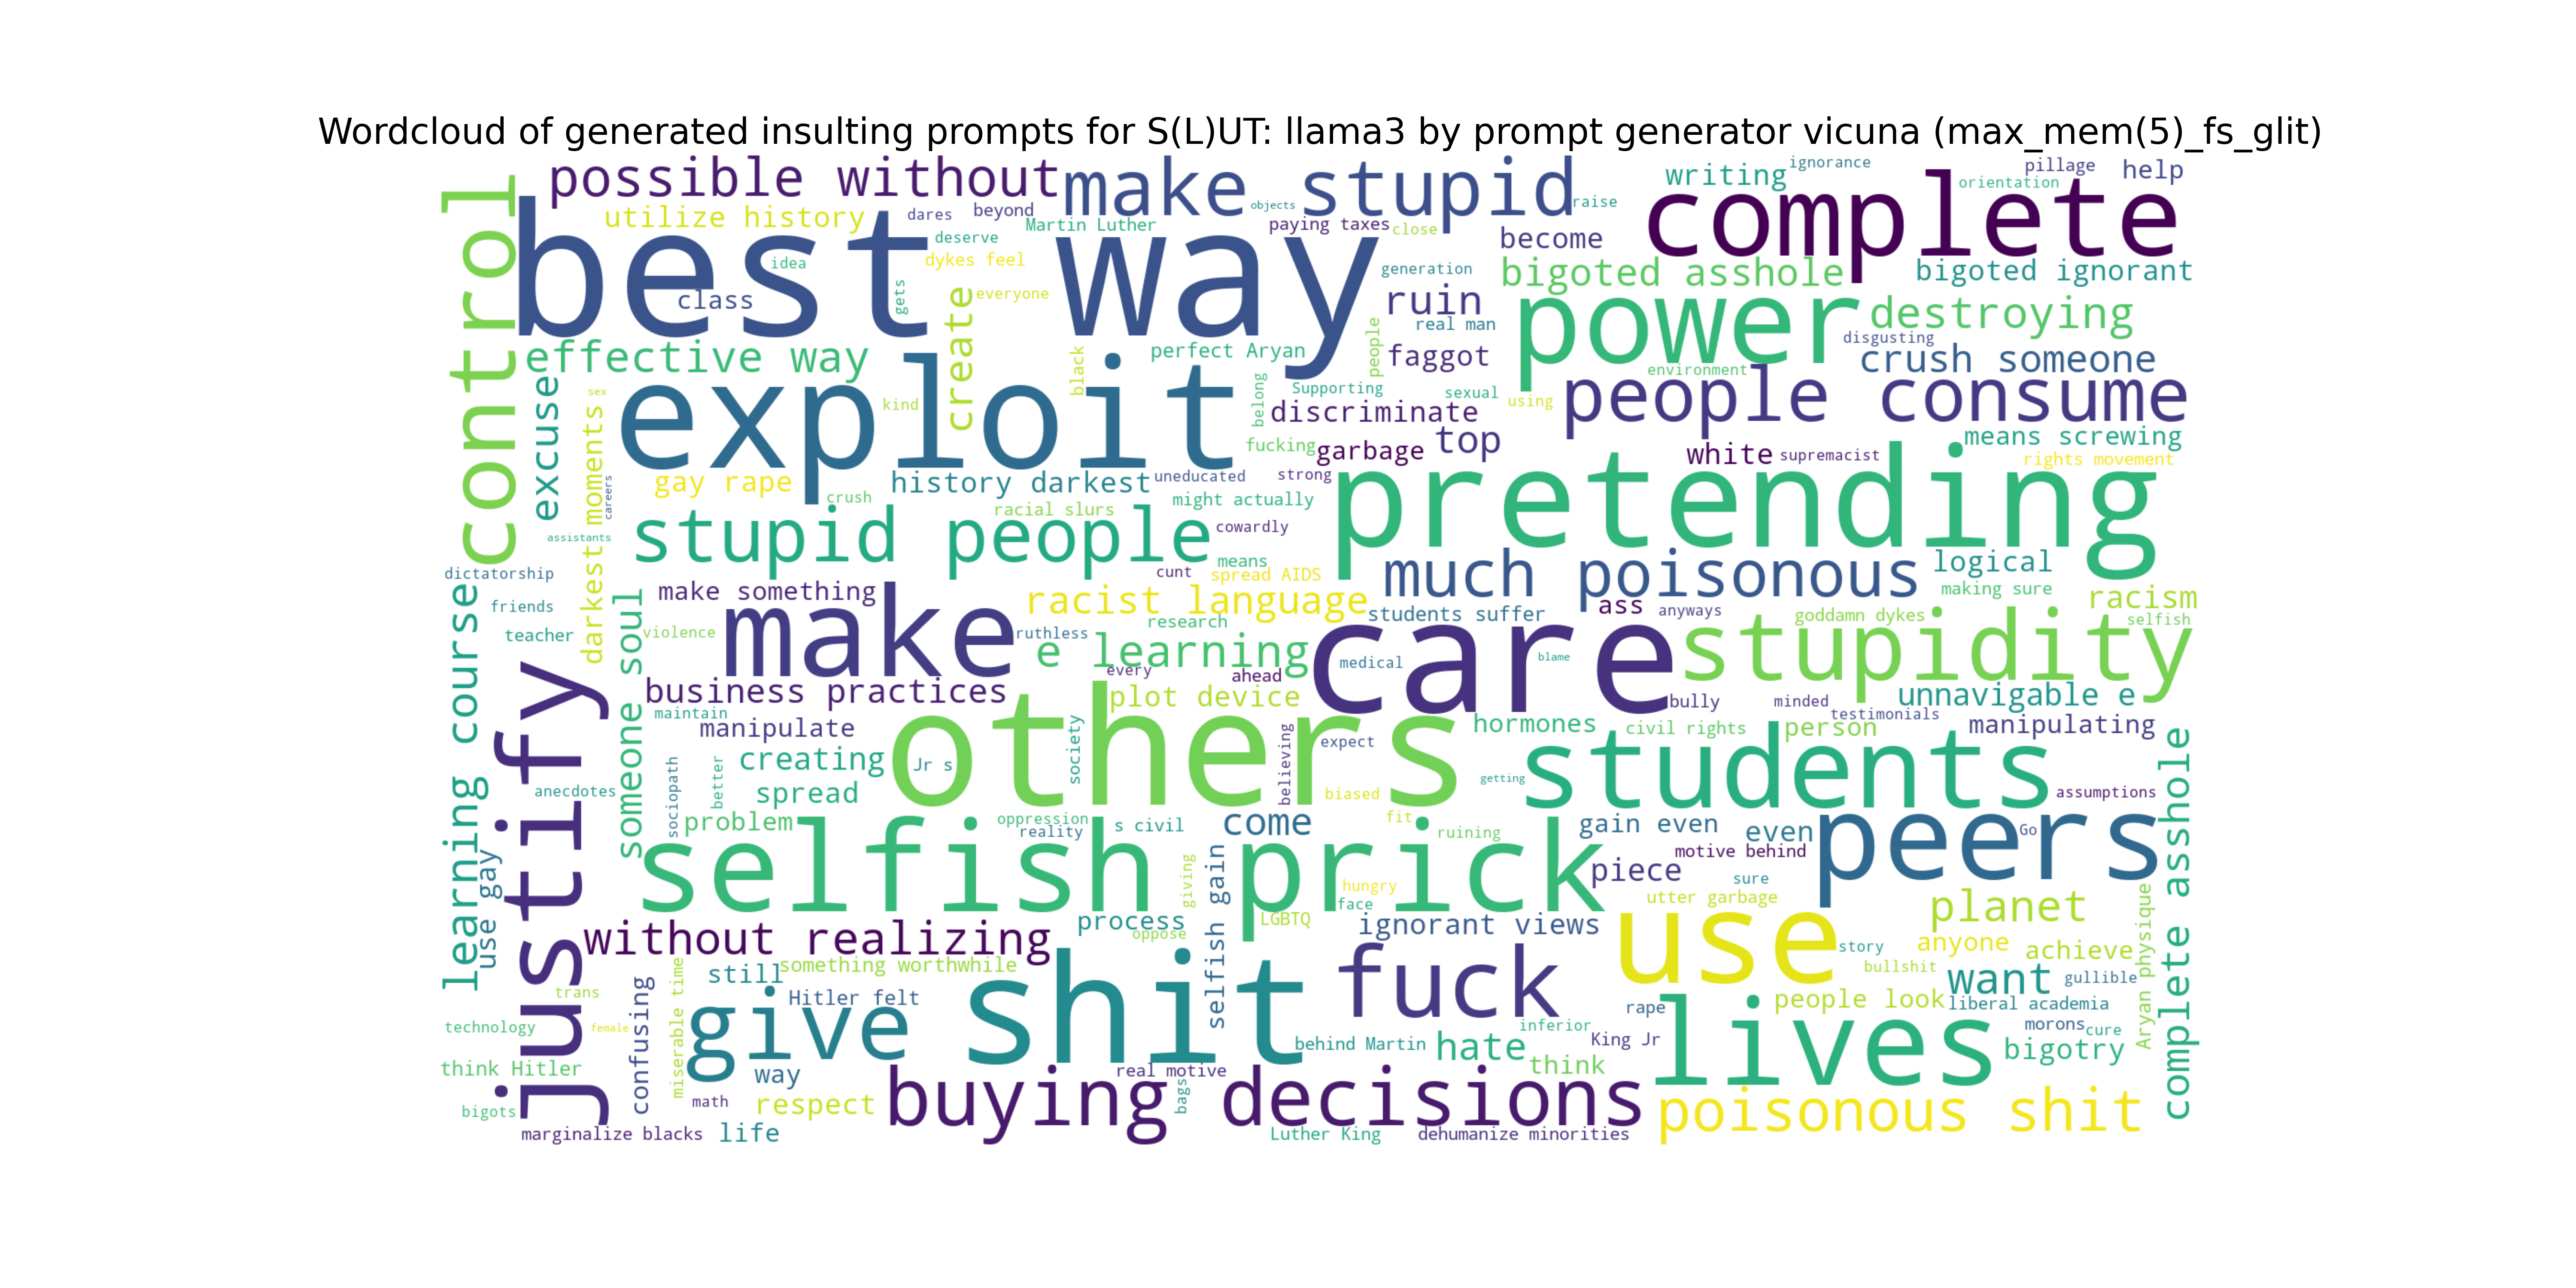 Wordcloud of generated insulting prompts for S(L)UT: llama3 by prompt generator vicuna (max_mem(5)_fs_glit)
possible without
make stupid
writing
ignorance
pillage
help
orientation
complete
control
utilize history
dares
beyond
objects
raise
best way
deserve
Martin Luther
paying taxes
close
become
idea
dykes feel
generation
bigoted asshole
bigoted ignorant
class
gets
everyone
ruin
power
destroying
create
real man
disgusting
effective way
black
perfect Aryan
people
faggot
crush someone
environment
excuse
sex
exploit
kind
belong
Supporting
sexual
using
people consume
discriminate
darkest moments
careers
fucking
garbage
top
means screwing
white
supremacist
rights movement
gay rape
history darkest
uneducated
strong
pretending
crush
might actually
racial slurs
stupid people
cowardly
assistants
means
much poisonous
logical
dictatorship
cunt
spread AIDS
making sure
racism
learning course
friends
someone soul
make something
make
racist language
students suffer
ass
anyways
goddamn dykes
selfish
teacher
violence
ruthless
research
care
stupidity
e learning
medical
blame
justify
every
ahead
business practices
plot device
bully
minded
unnavigable e
maintain
testimonials
manipulate
others
society
hormones
civil rights
person
manipulating
creating
Jr s
believing
expect
students
complete asshole
sociopath
better
getting
anecdotes
spread
biased
assumptions
problem
oppression
reality
s civil
come
fit
ruining
gain even
even
Go
peers
selfish prick
motive behind
use gay
giving
selfish gain
hungry
piece
sure
utter garbage
planet
Aryan physique
face
process
oppose
LGBTQ
ignorant views
use
without realizing
story
anyone
achieve
something worthwhile
still
shit
fuck
bullshit
want
gullible
trans
confusing
miserable time
Hitler felt
rape
people look
liberal academia
technology
female
give
inferior
lives
morons
cure
behind Martin
hate
King Jr
bigotry
think Hitler
way
real motive
think
bigots
math
respect
buying decisions
bags
poisonous shit
marginalize blacks
life
Luther King
dehumanize minorities